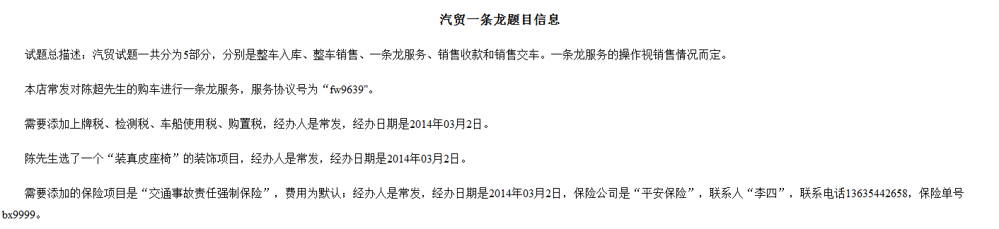 汽贸一条龙题目信息
试题总描述：汽贸试题一共分为5部分，分别是整车入库、整车销售、一条龙服务、销售收款和销售交车。一条龙服务的操作视销售情况而定。
本店常发对陈超先生的购车进行一条龙服务，服务协议号为“fw9639”。
需要添加上牌税、检测税、车船使用税、购置税，经办人是常发，经办日期是2014年03月2日。
陈先生选了一个“装真皮座椅”的装饰项目，经办人是常发，经办日期是2014年03月2日。
需要添加的保险项目是“交通事故责任强制保险”，费用为默认；经办人是常发，经办日期是2014年03月2日，保险公司是“平安保险”，联系人“李四”，联系电话13635442658，保险单号
bx9999。